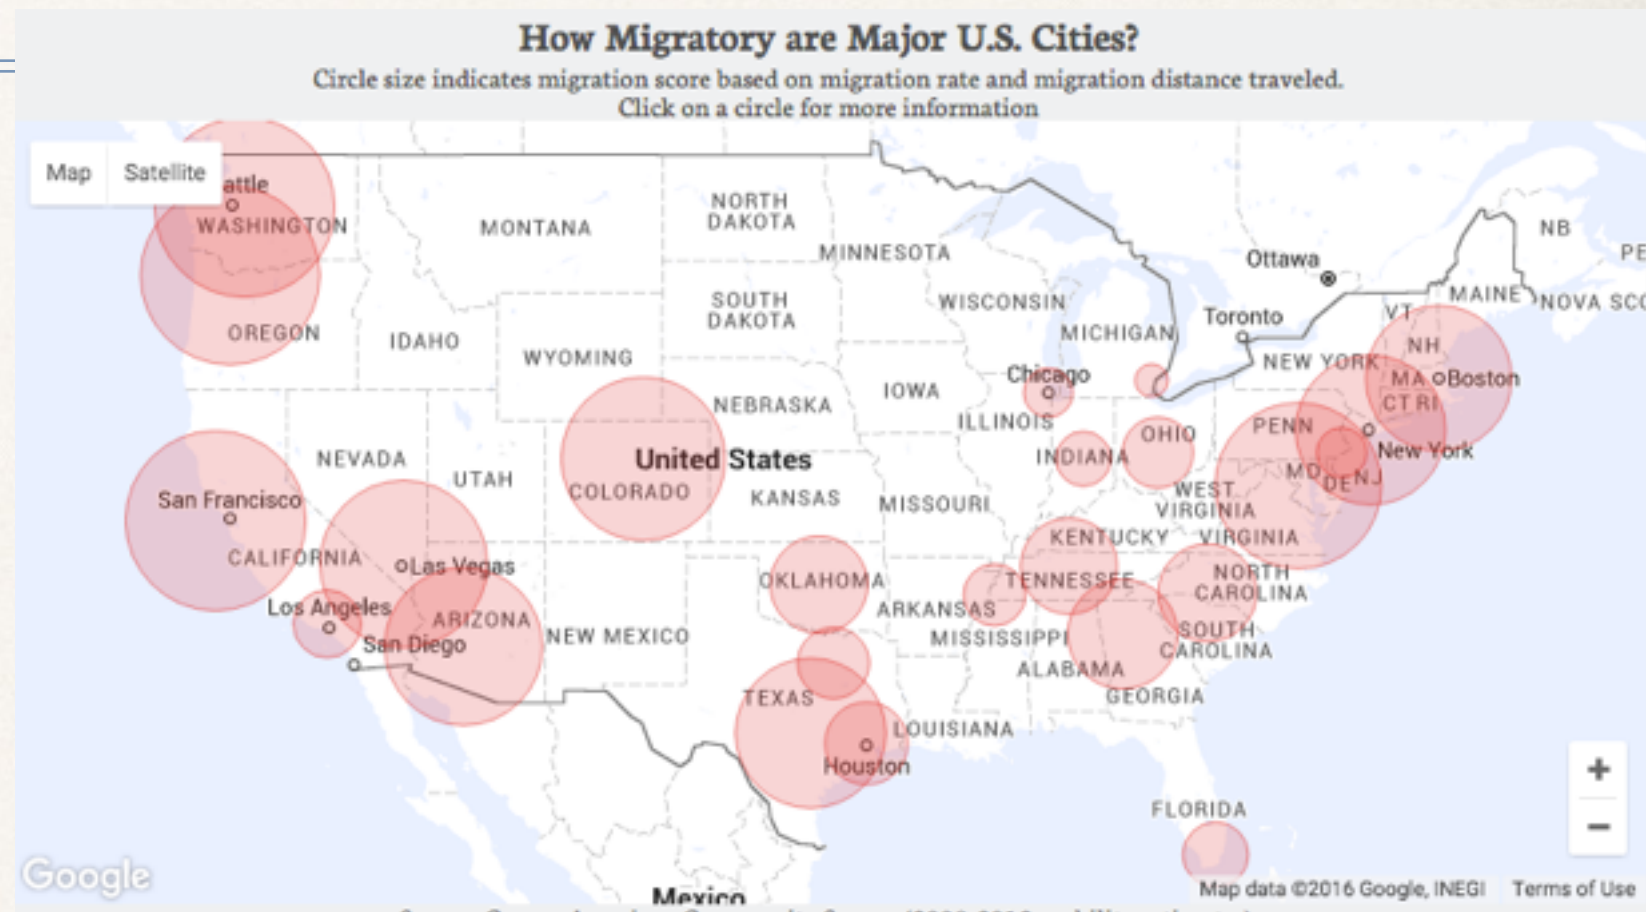 How Migratory are Major U.S. Cities?
Circle size indicates migration score based on migration rate and migration distance traveled.
Click on a circle for more information
Map
Satellite
attle
WASHINGTON
MONTANA
NORTH
DAKOTA
MINNESOTA
Ottawa
NB
PE
SOUTH
DAKOTA
WISCONSIN
MICHIGAN
Toronto
VT
MAINE
NOVA SCO
OREGON
IDAHO
WYOMING
NH
NEW YORK
Chicago
MA
Boston
IOWA
NEBRASKA
CT RI
ILLINOIS
OHIO
PENN
New York
NEVADA
UTAH
United States
INDIANA
MD
DE
NJ
San Francisco
COLORADO
KANSAS
MISSOURI
WEST
VIRGINIA
KENTUCKY
VIRGINIA
CALIFORNIA
Las Vegas
OKLAHOMA
TENNESSEE
NORTH
CAROLINA
Los Angeles
ARIZONA
ARKANSAS
San Diego
NEW MEXICO
MISSISSIPPI
SOUTH
CAROLINA
ALABAMA
TEXAS
GEORGIA
LOUISIANA
Houston
FLORIDA
+
−
Google
Mexico
Map data ©2016 Google, INEGI
Terms of Use